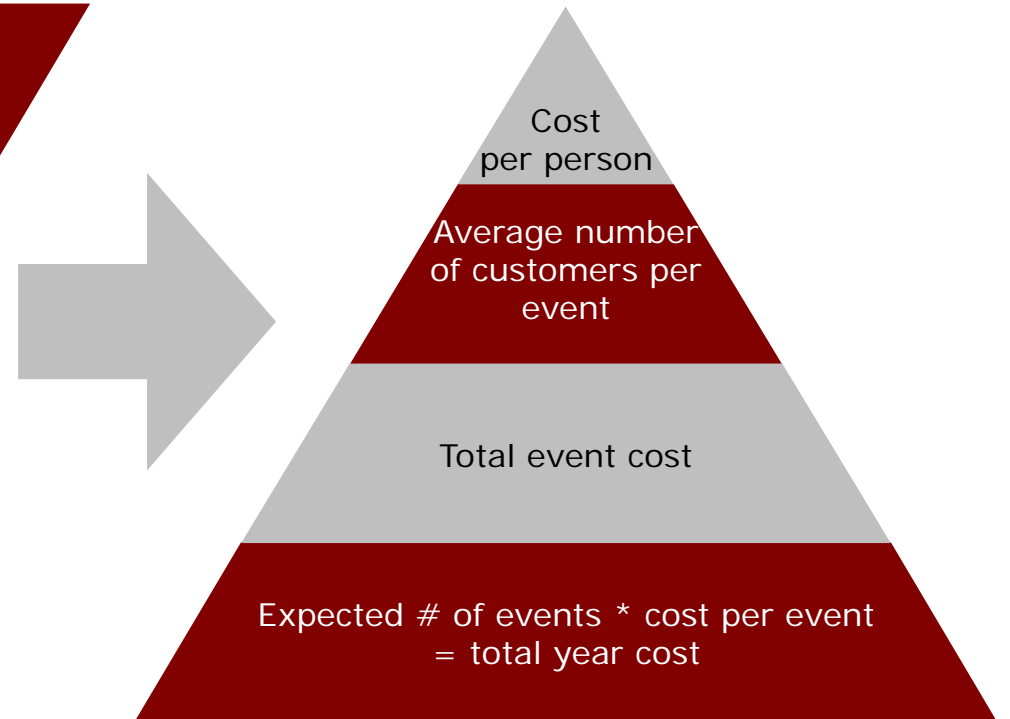 Cost
per person
Average number
of customers per
event
Total event cost
Expected # of events * cost per event
= total year cost